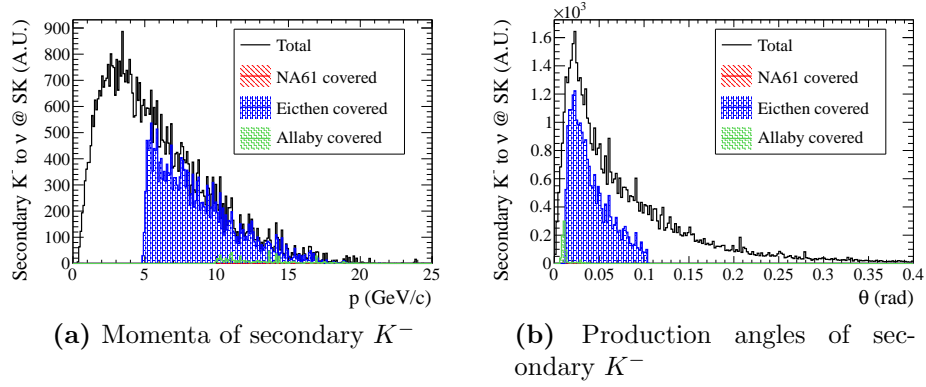 Secondary K⁻ to ν @ SK (A.U.)
900
800
700
600
500
400
300
200
100
0
0 5 10 15 20 25
p (GeV/c)
Total
NA61 covered
Eicthen covered
Allaby covered
(a) Momenta of secondary K⁻
Secondary K⁻ to ν @ SK (A.U.)
×10³
1.6
1.4
1.2
1
0.8
0.6
0.4
0.2
0
0 0.05 0.1 0.15 0.2 0.25 0.3 0.35 0.4
θ (rad)
Total
NA61 covered
Eicthen covered
Allaby covered
(b) Production angles of sec-
ondary K⁻